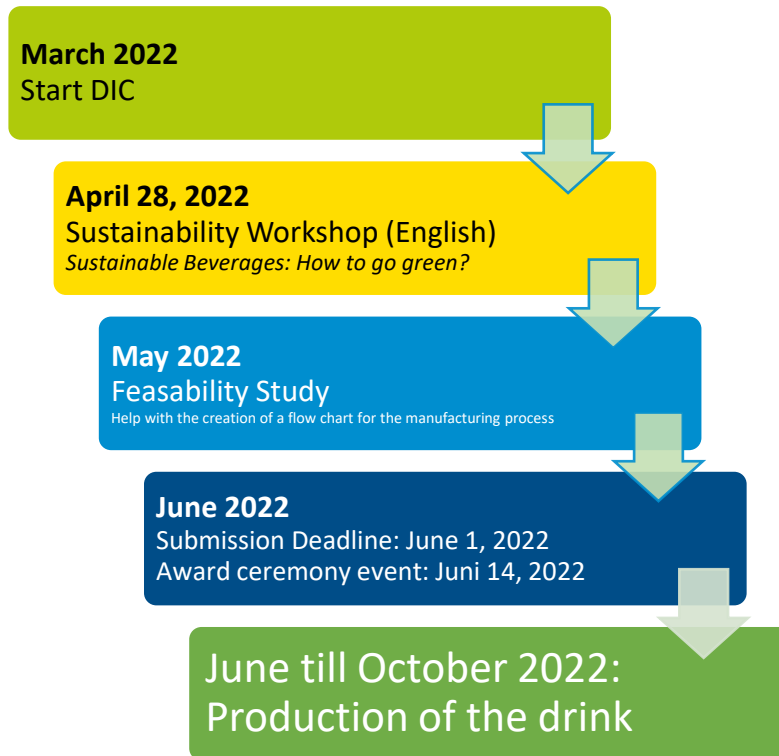 March 2022
Start DIC
April 28, 2022
Sustainability Workshop (English)
Sustainable Beverages: How to go green?
May 2022
Feasability Study
Help with the creation of a flow chart for the manufacturing process
June 2022
Submission Deadline: June 1, 2022
Award ceremony event: Juni 14, 2022
June till October 2022:
Production of the drink